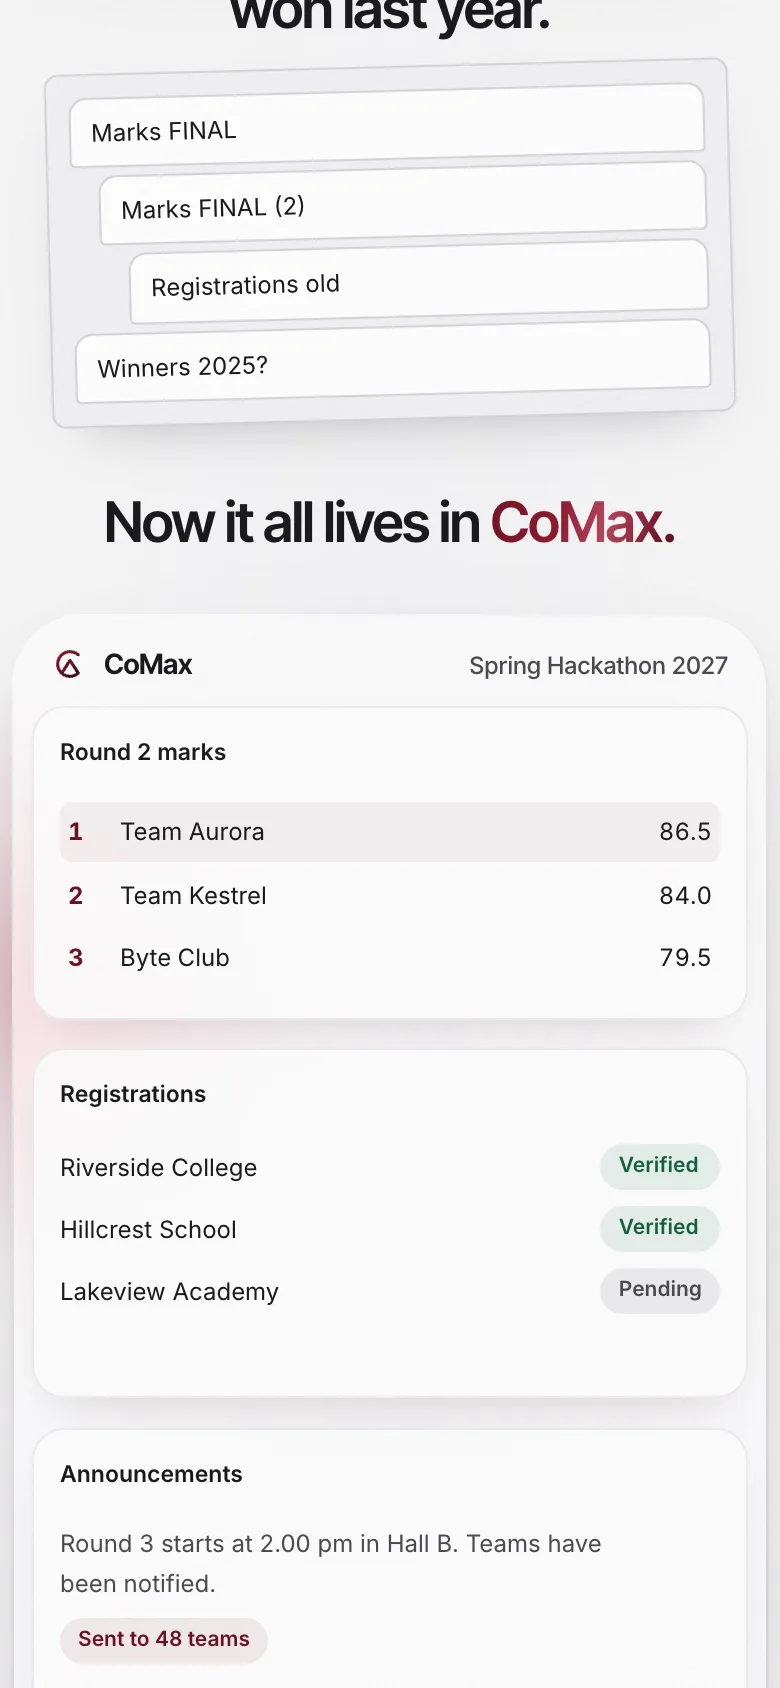 won last year.
Marks FINAL
Marks FINAL (2)
Registrations old
Winners 2025?
Now it all lives in CoMax.
CoMax
Spring Hackathon 2027
Round 2 marks
1 Team Aurora 86.5
2 Team Kestrel 84.0
3 Byte Club 79.5
Registrations
Riverside College Verified
Hillcrest School Verified
Lakeview Academy Pending
Announcements
Round 3 starts at 2.00 pm in Hall B. Teams have
been notified.
Sent to 48 teams